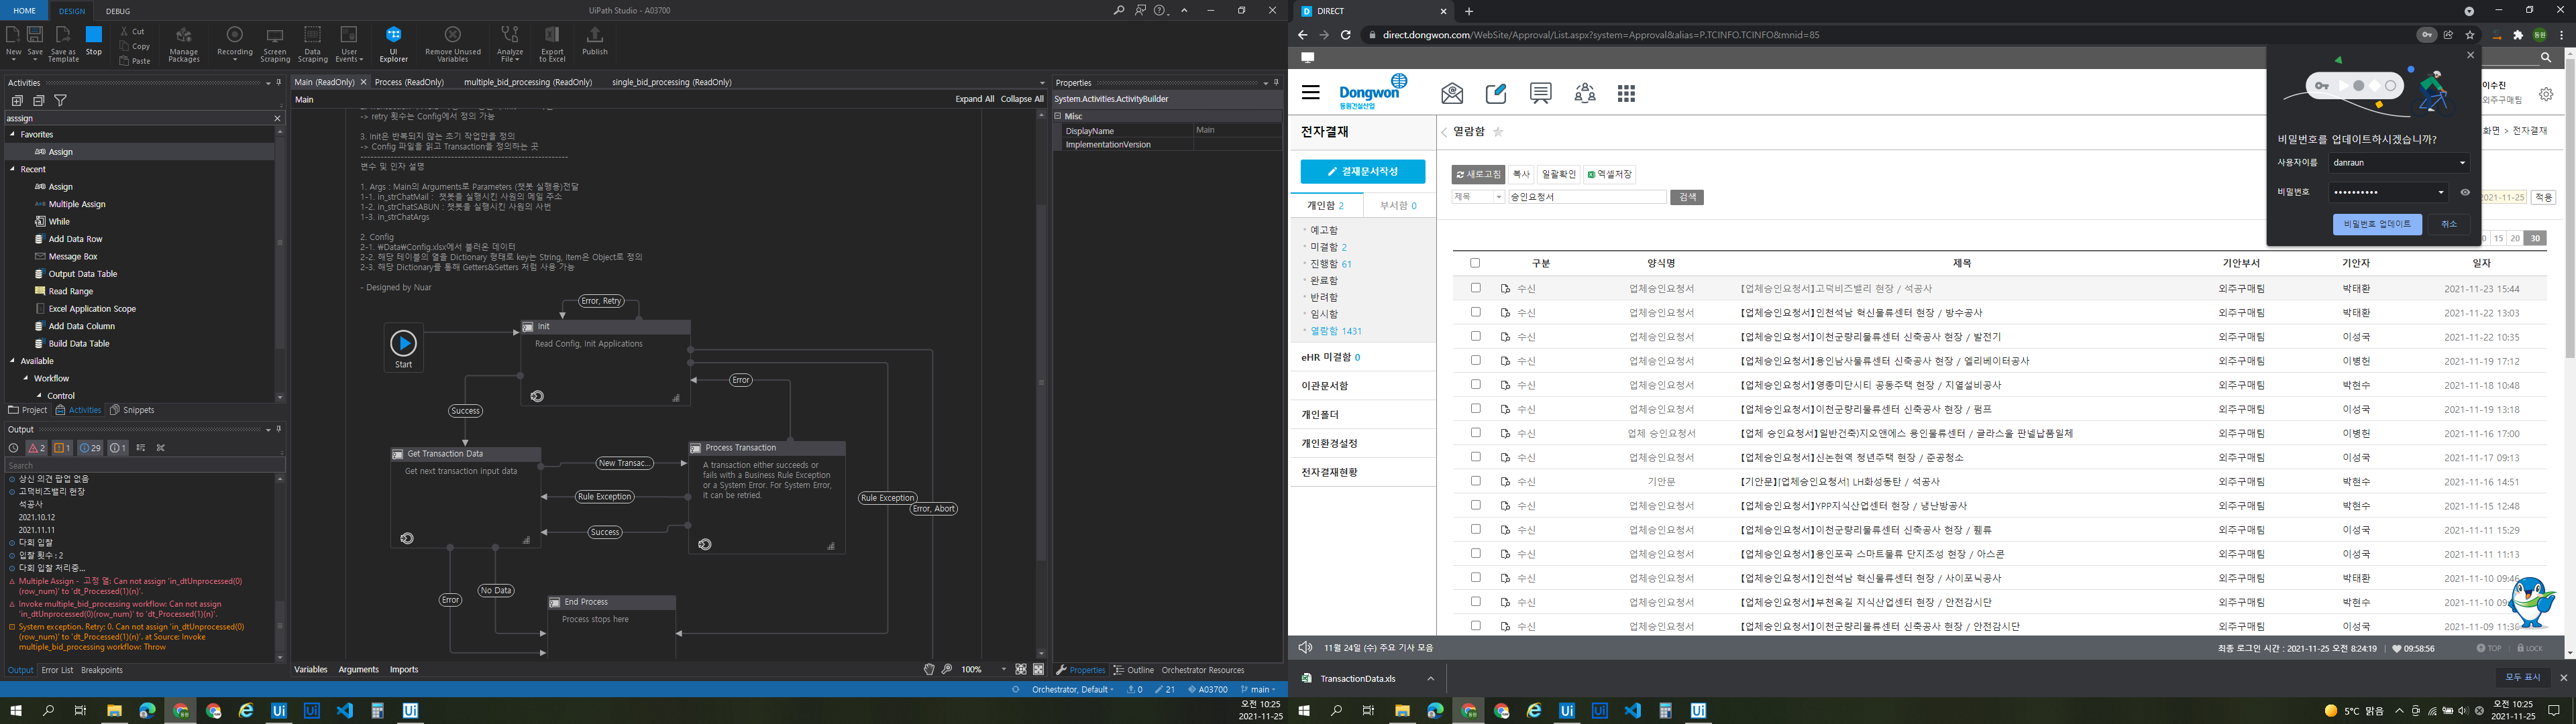 HOME
DESIGN
DEBUG
UiPath Studio - A03700
New
Save
Save as Template
Stop
Cut
Copy
Paste
Manage Packages
Recording
Screen Scraping
Data Scraping
User Events
UI Explorer
Remove Unused Variables
Analyze File
Export to Excel
Publish
Activities
asssign
Favorites
Assign
Recent
Assign
Multiple Assign
While
Add Data Row
Message Box
Output Data Table
Read Range
Excel Application Scope
Add Data Column
Build Data Table
Available
Workflow
Control
Project
Activities
Snippets
Output
2
1
29
1
Search
상신 의견 팝업 없음
고덕비즈밸리 현장
석공사
2021.10.12
2021.11.11
다회 입찰
입찰 횟수 : 2
다회 입찰 처리중...
Multiple Assign - 고정 열: Can not assign 'in_dtUnprocessed(0)
(row_num)' to 'dt_Processed(1)(n)'.
Invoke multiple_bid_processing workflow: Can not assign
'in_dtUnprocessed(0)(row_num)' to 'dt_Processed(1)(n)'.
System exception. Retry: 0. Can not assign 'in_dtUnprocessed(0)
(row_num)' to 'dt_Processed(1)(n)'. at Source: Invoke
multiple_bid_processing workflow: Throw
Output
Error List
Breakpoints
Main (ReadOnly)
Process (ReadOnly)
multiple_bid_processing (ReadOnly)
single_bid_processing (ReadOnly)
Main
Expand All
Collapse All
-> retry 횟수는 Config에서 정의 가능
3. Init은 반복되지 않는 초기 작업만들 정의
-> Config 파일을 읽고 Transaction을 정의하는 곳
변수 및 인자 설명
1. Args : Main의 Arguments로 Parameters (챗봇 실행용)전달
1-1. in_strChatMail : 챗봇을 실행시킨 사원의 메일 주소
1-2. in_strChatSABUN : 챗봇을 실행시킨 사원의 사번
1-3. in_strChatArgs
2. Config
2-1. ₩Data₩Config.xlsx에서 불러온 데이터
2-2. 해당 테이블의 열을 Dictionary 형태로 key는 String, Item은 Object로 정의
2-3. 해당 Dictionary를 통해 Getters&Setters 처럼 사용 가능
- Designed by Nuar
Error, Retry
Start
Init
Read Config, Init Applications
Error
Success
Get Transaction Data
Get next transaction input data
New Transac...
Rule Exception
Success
Process Transaction
A transaction either succeeds or
fails with a Business Rule Exception
or a System Error. For System Error,
it can be retried.
Rule Exception
Error, Abort
Error
No Data
End Process
Process stops here
Variables
Arguments
Imports
100%
Properties
System.Activities.ActivityBuilder
Misc
DisplayName
Main
ImplementationVersion
Properties
Outline
Orchestrator Resources
Orchestrator, Default
0
21
A03700
main
오전 10:25
2021-11-25
DIRECT
direct.dongwon.com/WebSite/Approval/List.aspx?system=Approval&alias=P.TCINFO.TCINFO&mnid=85
Dongwon
동원건설산업
이수진
외주구매팀
비밀번호를 업데이트하시겠습니까?
사용자이름
danraun
비밀번호
비밀번호 업데이트
취소
전자결재
열람함
화면 > 전자결재
결재문서작성
개인함 2
부서함 0
예고함
미결함 2
진행함 61
완료함
반려함
임시함
열람함 1431
eHR 미결함 0
이관문서함
개인폴더
개인환경설정
전자결재현황
새로고침
복사
일괄확인
엑셀저장
제목
승인요청서
검색
2021-11-25
적용
15 20 30
구분 양식명 제목 기안부서 기안자 일자
수신 업체승인요청서 【업체승인요청서】고덕비즈밸리 현장 / 석공사 외주구매팀 박태환 2021-11-23 15:44
수신 업체승인요청서 【업체승인요청서】인천석남 혁신물류센터 현장 / 방수공사 외주구매팀 박태환 2021-11-22 13:03
수신 업체승인요청서 【업체승인요청서】이천군량리물류센터 신축공사 현장 / 발전기 외주구매팀 이성국 2021-11-22 10:35
수신 업체승인요청서 【업체승인요청서】용인남사물류센터 신축공사 현장 / 엘리베이터공사 외주구매팀 이병헌 2021-11-19 17:12
수신 업체승인요청서 【업체승인요청서】영종미단시티 공동주택 현장 / 지열설비공사 외주구매팀 박현수 2021-11-18 10:48
수신 업체승인요청서 【업체승인요청서】이천군량리물류센터 신축공사 현장 / 펌프 외주구매팀 이성국 2021-11-19 13:18
수신 업체 승인요청서 【업체 승인요청서】일반건축)지오앤에스 용인물류센터 / 글라스울 판넬납품일체 외주구매팀 이병헌 2021-11-16 17:00
수신 업체승인요청서 【업체승인요청서】신논현역 청년주택 현장 / 준공청소 외주구매팀 이성국 2021-11-17 09:13
수신 기안문 【기안문】[업체승인요청서] LH화성동탄 / 석공사 외주구매팀 박현수 2021-11-16 14:51
수신 업체승인요청서 【업체승인요청서】YPP지식산업센터 현장 / 냉난방공사 외주구매팀 박현수 2021-11-15 12:48
수신 업체승인요청서 【업체승인요청서】이천군량리물류센터 신축공사 현장 / 휀류 외주구매팀 이성국 2021-11-11 15:29
수신 업체승인요청서 【업체승인요청서】용인포곡 스마트물류 단지조성 현장 / 아스콘 외주구매팀 이성국 2021-11-11 11:13
수신 업체승인요청서 【업체승인요청서】인천석남 혁신물류센터 현장 / 사이포닉공사 외주구매팀 박태환 2021-11-10 09:46
수신 업체승인요청서 【업체승인요청서】부천옥길 지식산업센터 현장 / 안전감시단 외주구매팀 박현수 2021-11-10
수신 업체승인요청서 【업체승인요청서】이천군량리물류센터 신축공사 현장 / 안전감시단 외주구매팀 이성국 2021-11-09 11:36
11월 24일 (수) 주요 기사 모음
최종 로그인 시간 : 2021-11-25 오전 8:24:19
09:58:56
TOP
LOCK
TransactionData.xls
모두 표시
5°C 맑음
오전 10:25
2021-11-25